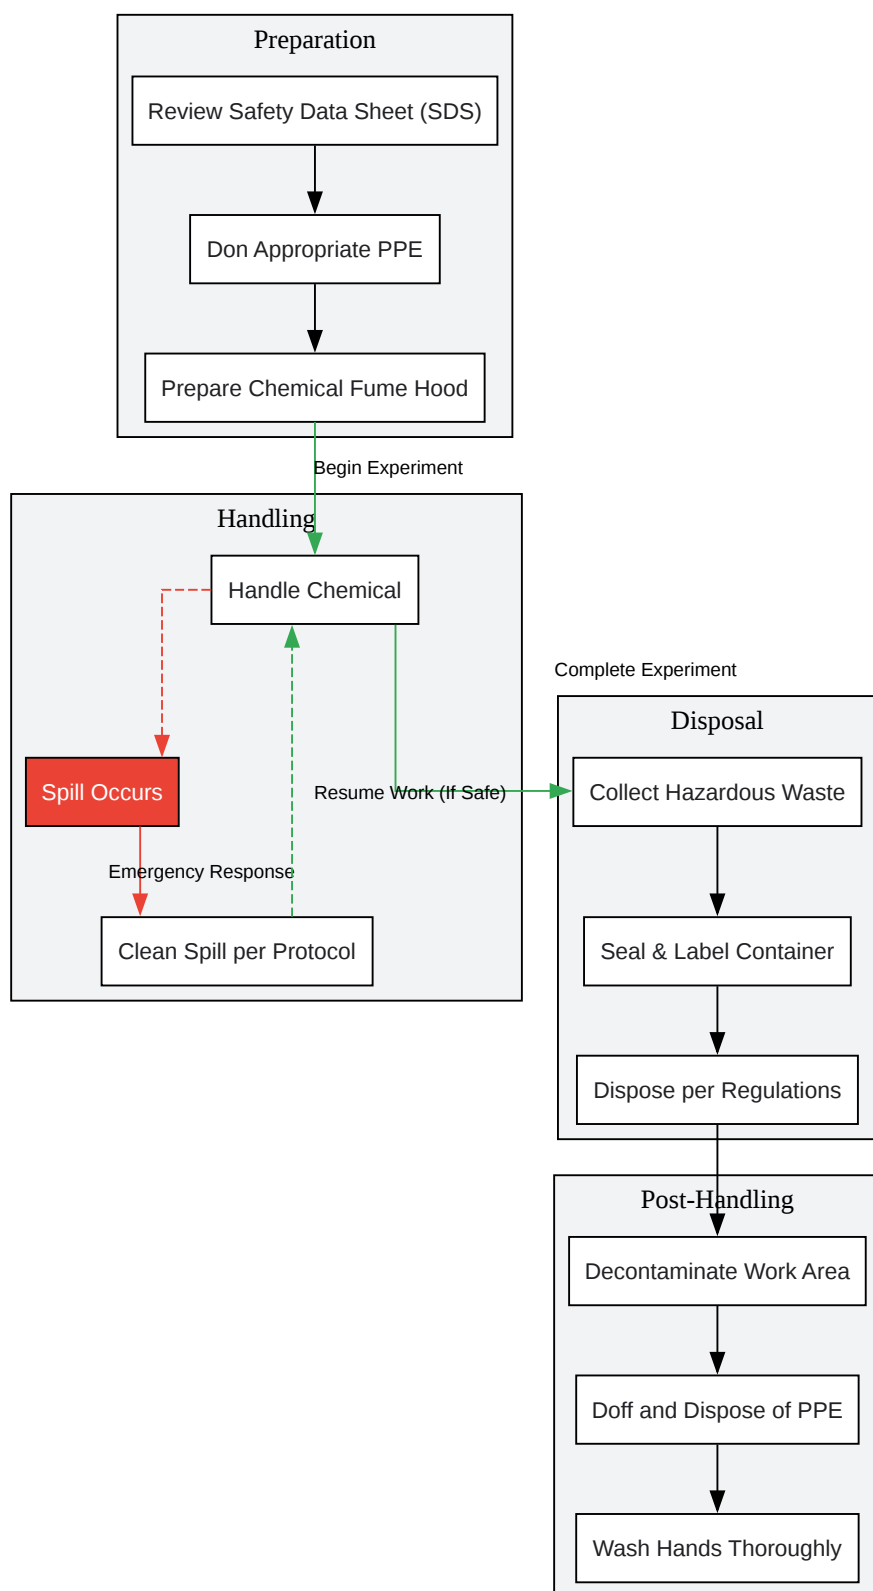 Preparation
Review Safety Data Sheet (SDS)
Don Appropriate PPE
Prepare Chemical Fume Hood
Begin Experiment
Handling
Handle Chemical
Complete Experiment
Disposal
Spill Occurs
Resume Work (If Safe)
Collect Hazardous Waste
Emergency Response
Clean Spill per Protocol
Seal & Label Container
Dispose per Regulations
Post-Handling
Decontaminate Work Area
Doff and Dispose of PPE
Wash Hands Thoroughly